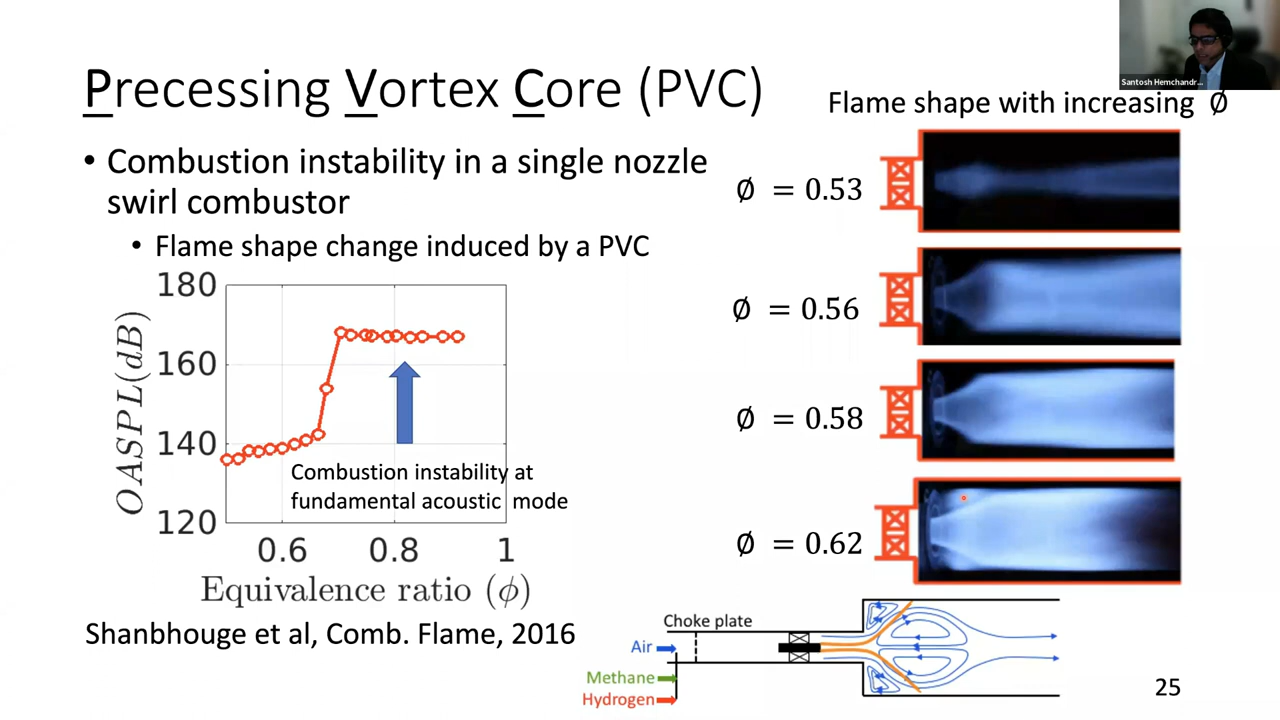 Santosh Hemchandr...
Precessing Vortex Core (PVC)
Flame shape with increasing Ø
• Combustion instability in a single nozzle
swirl combustor
• Flame shape change induced by a PVC
180
160
140
120
OASPL(dB)
Combustion instability at
fundamental acoustic mode
0.6
0.8
1
Equivalence ratio (ϕ)
Shanbhouge et al, Comb. Flame, 2016
Ø = 0.53
Ø = 0.56
Ø = 0.58
Ø = 0.62
Choke plate
Air
Methane
Hydrogen
25